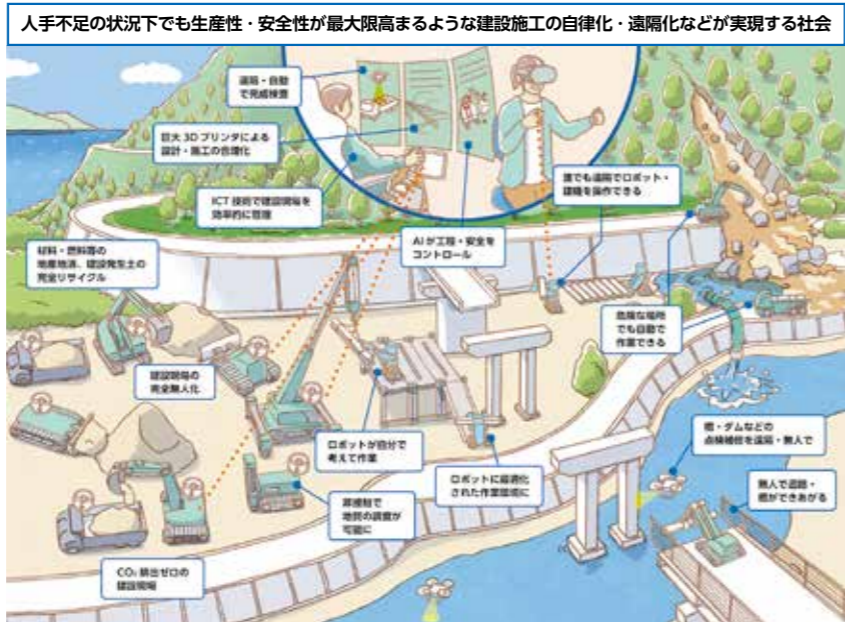 人手不足の状況下でも生産性・安全性が最大限高まるような建設施工の自律化・遠隔化などが実現する社会
遠隔・自動
で完成検査
巨大3Dプリンタによる
設計・施工の合理化
ICT技術で建設現場を
効率的に管理
誰でも遠隔でロボット・
建機を操作できる
AIが工程・安全を
コントロール
材料・燃料等の
地産地消、建設発生土の
完全リサイクル
危険な場所
でも自動で
作業できる
建設現場の
完全無人化
ロボットが自分で
考えて作業
ロボットに最適化
された作業環境に
橋・ダムなどの
点検補修を遠隔・無人で
非接触で
地質の調査が
可能に
無人で道路・
橋ができあがる
CO₂排出ゼロの
建設現場